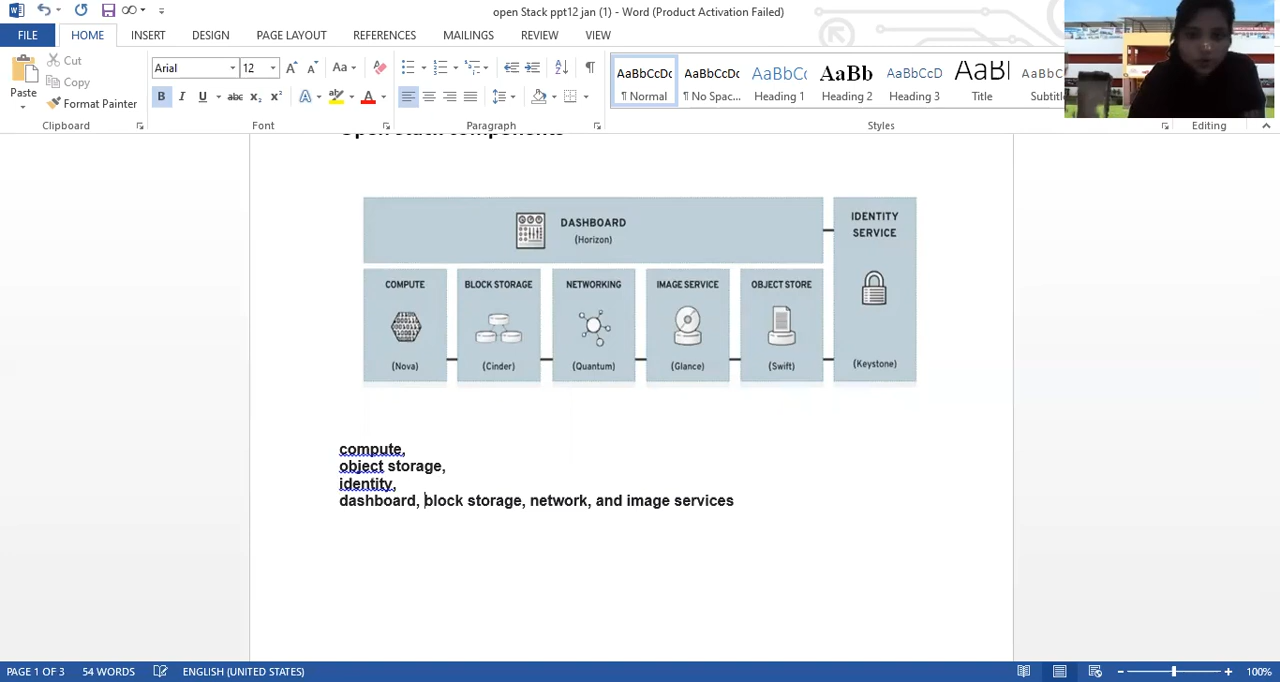 open Stack ppt12 jan (1) - Word (Product Activation Failed)
FILE HOME INSERT DESIGN PAGE LAYOUT REFERENCES MAILINGS REVIEW VIEW
Paste
Cut
Copy
Format Painter
Clipboard
Arial 12
Font
Paragraph
AaBbCcDc AaBbCcDc AaBbCc AaBb AaBbCcD AaBb AaBbC
¶ Normal ¶ No Spac... Heading 1 Heading 2 Heading 3 Title Subtitle
Styles
Editing
Open stack components
DASHBOARD
(Horizon)
IDENTITY
SERVICE
(Keystone)
COMPUTE
(Nova)
BLOCK STORAGE
(Cinder)
NETWORKING
(Quantum)
IMAGE SERVICE
(Glance)
OBJECT STORE
(Swift)
compute,
object storage,
identity,
dashboard, block storage, network, and image services
PAGE 1 OF 3 54 WORDS ENGLISH (UNITED STATES) 100%